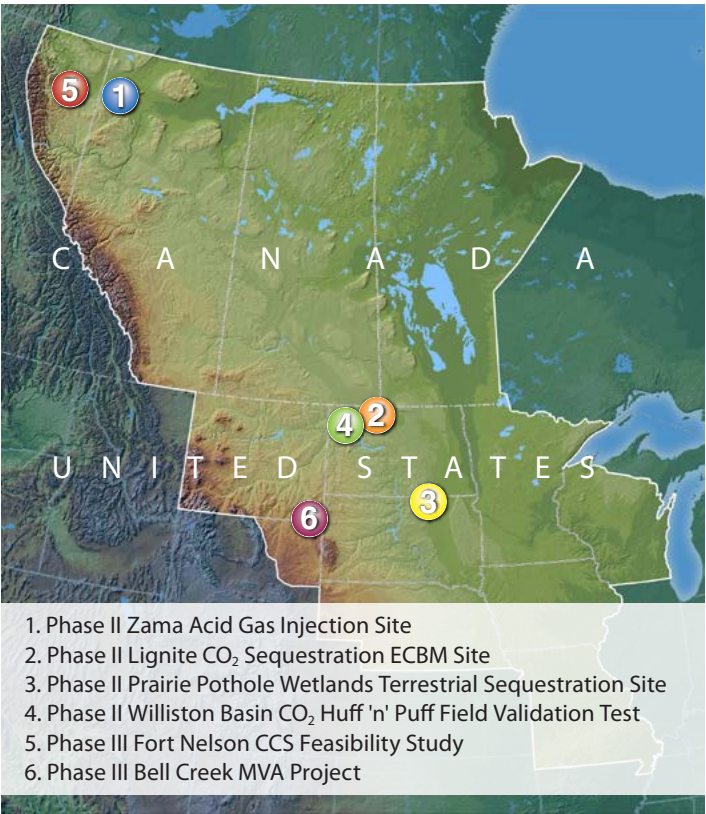 5 1
C A N A D A
2
4
U N I T E D S T A T E S
3
6
1. Phase II Zama Acid Gas Injection Site
2. Phase II Lignite CO₂ Sequestration ECBM Site
3. Phase II Prairie Pothole Wetlands Terrestrial Sequestration Site
4. Phase II Williston Basin CO₂ Huff 'n' Puff Field Validation Test
5. Phase III Fort Nelson CCS Feasibility Study
6. Phase III Bell Creek MVA Project